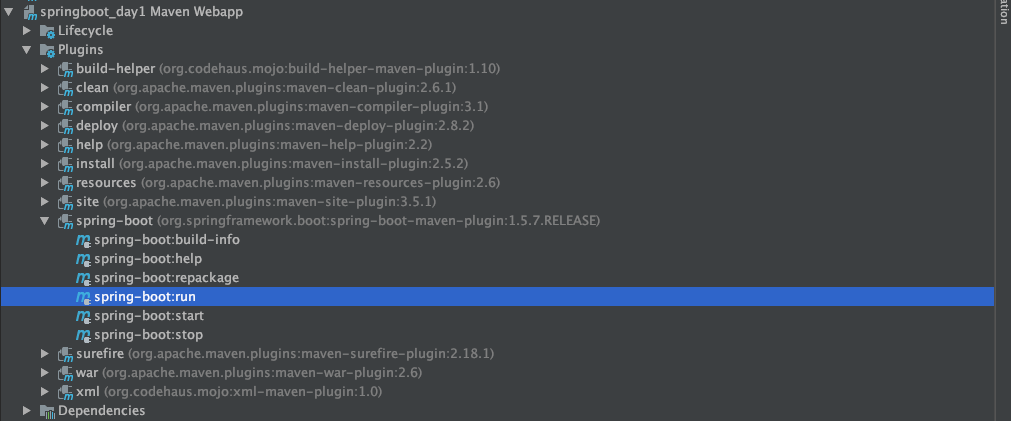 springboot_day1 Maven Webapp
Lifecycle
Plugins
build-helper (org.codehaus.mojo:build-helper-maven-plugin:1.10)
clean (org.apache.maven.plugins:maven-clean-plugin:2.6.1)
compiler (org.apache.maven.plugins:maven-compiler-plugin:3.1)
deploy (org.apache.maven.plugins:maven-deploy-plugin:2.8.2)
help (org.apache.maven.plugins:maven-help-plugin:2.2)
install (org.apache.maven.plugins:maven-install-plugin:2.5.2)
resources (org.apache.maven.plugins:maven-resources-plugin:2.6)
site (org.apache.maven.plugins:maven-site-plugin:3.5.1)
spring-boot (org.springframework.boot:spring-boot-maven-plugin:1.5.7.RELEASE)
spring-boot:build-info
spring-boot:help
spring-boot:repackage
spring-boot:run
spring-boot:start
spring-boot:stop
surefire (org.apache.maven.plugins:maven-surefire-plugin:2.18.1)
war (org.apache.maven.plugins:maven-war-plugin:2.6)
xml (org.codehaus.mojo:xml-maven-plugin:1.0)
Dependencies